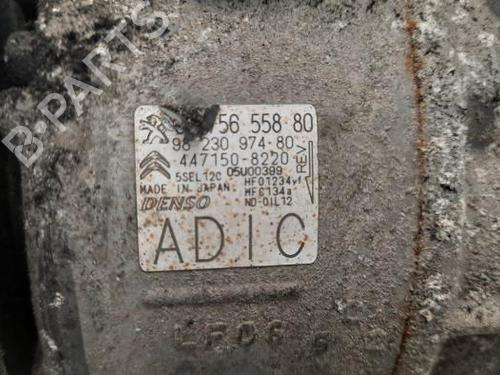 B-PARTS
56 558 80
98 230 974-80
447150-8220
REV
5SEL12C 05U00399
HFO1234yf
MADE IN JAPAN
HFC134a
DENSO
ND-OIL12
ADIC